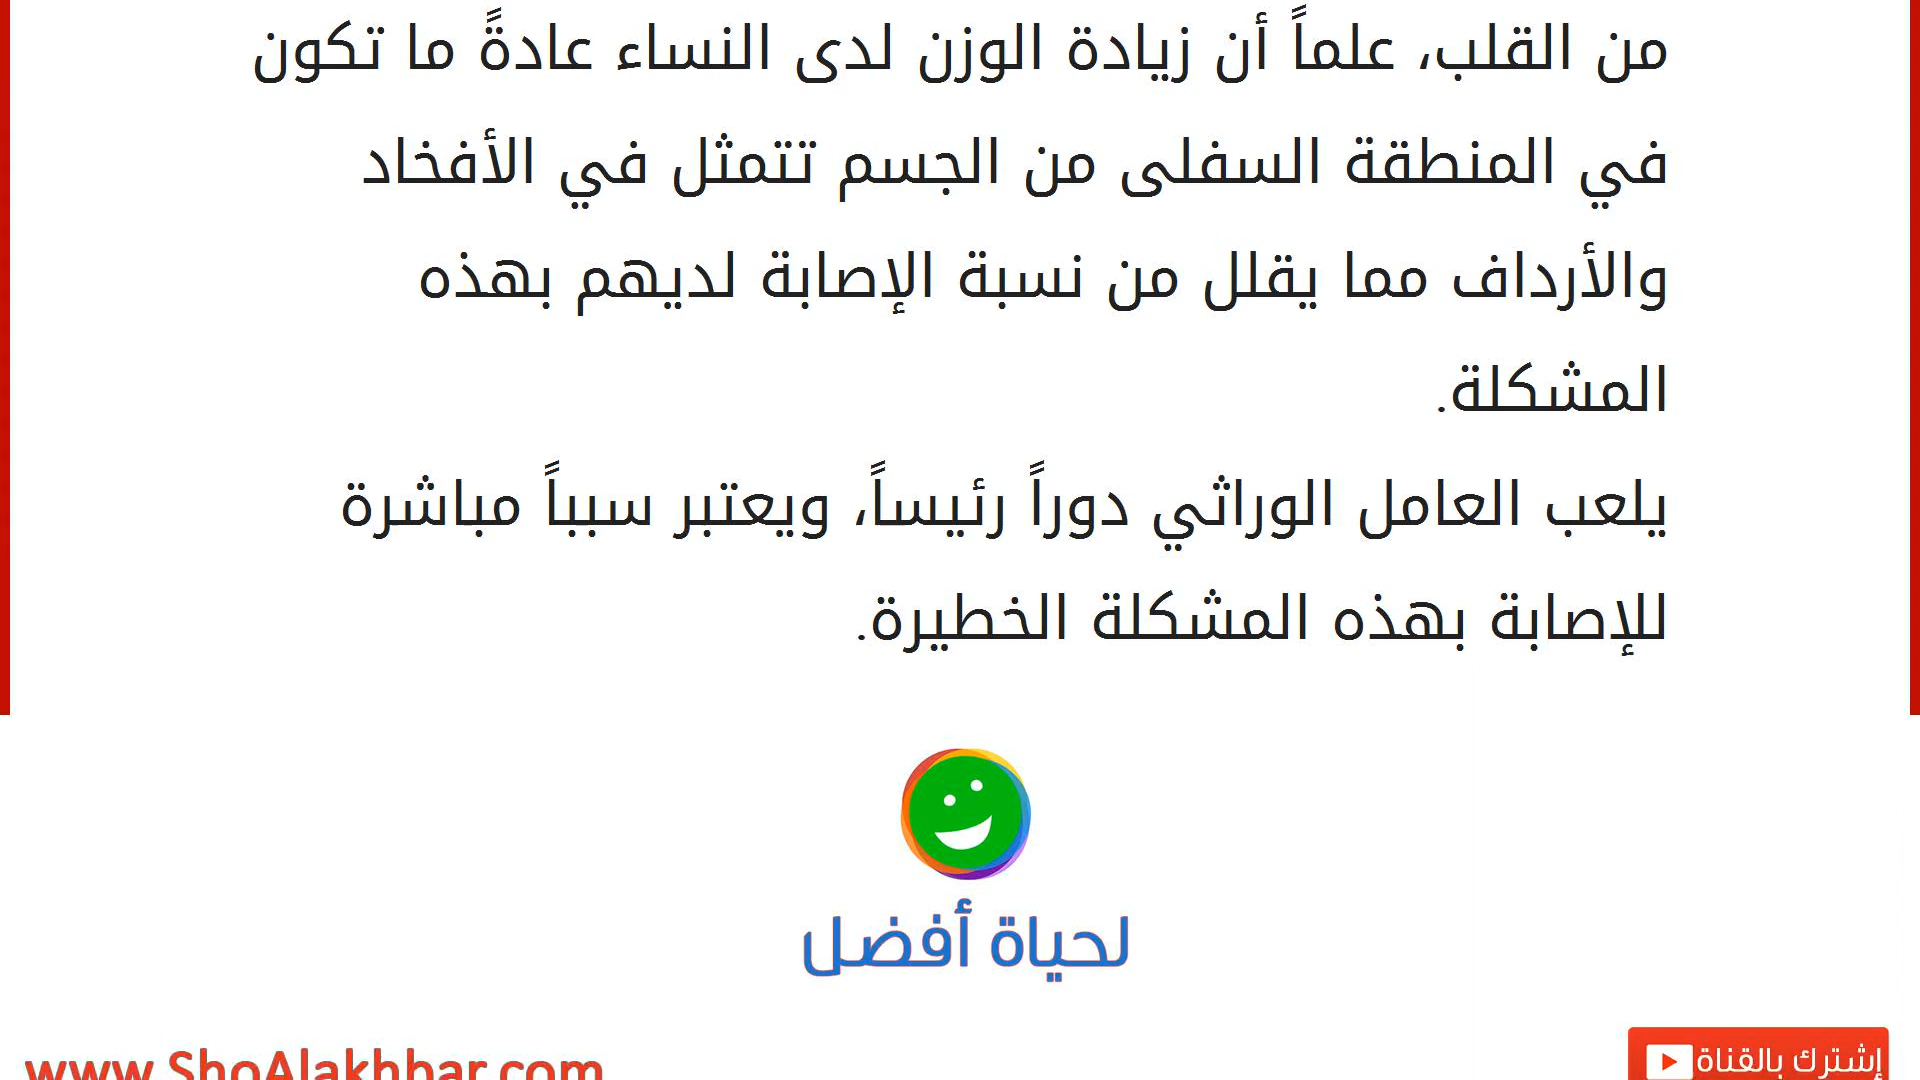 من القلب، علماً أن زيادة الوزن لدى النساء عادةً ما تكون
في المنطقة السفلى من الجسم تتمثل في الأفخاد
والأرداف مما يقلل من نسبة الإصابة لديهم بهذه
المشكلة.
يلعب العامل الوراثي دوراً رئيساً، ويعتبر سبباً مباشرة
للإصابة بهذه المشكلة الخطيرة.
لحياة أفضل
www.ShoAlakhbar.com
إشترك بالقناة